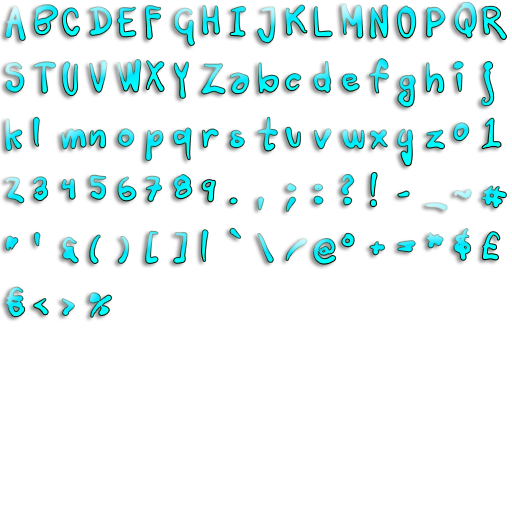 ABCDEFGHIJKLMNOPQR
STUVWXYZabcdefghij
klmnopqrstuvwxyz01
23456789.,;:?!-_~#
"'&()[]|`\/@°+=*$£
€<>%